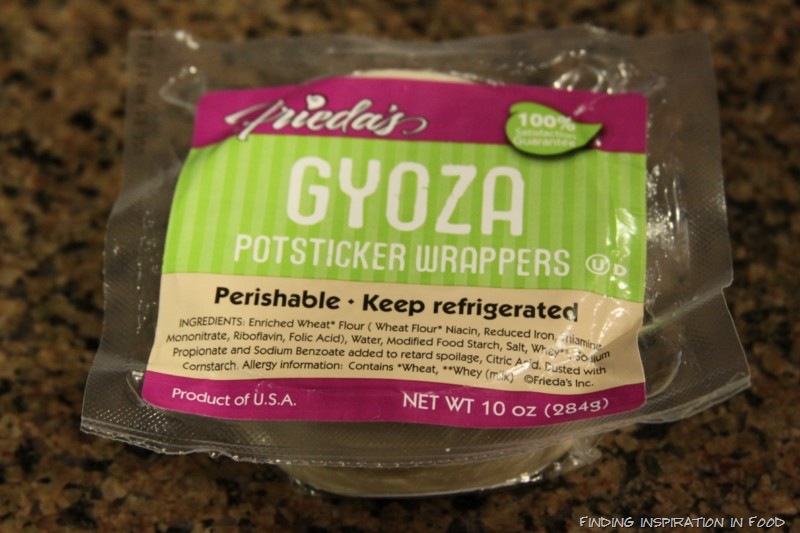 Frieda's
100%
Satisfaction
Guarantee
GYOZA
POTSTICKER WRAPPERS U D
Perishable • Keep refrigerated
INGREDIENTS: Enriched Wheat* Flour ( Wheat Flour* Niacin, Reduced Iron, Thiamine
Mononitrate, Riboflavin, Folic Acid), Water, Modified Food Starch, Salt, Whey**, Sodium
Propionate and Sodium Benzoate added to retard spoilage, Citric Acid. Dusted with
Cornstarch. Allergy information: Contains *Wheat, **Whey (milk) ©Frieda's Inc.
Product of U.S.A. NET WT 10 oz (284g)
FINDING INSPIRATION IN FOOD